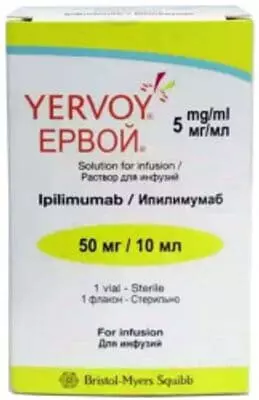 YERVOY®
ЕРВОЙ®
5 mg/ml
мг/мл
Solution for infusion /
Раствор для инфузий
Ipilimumab / Ипилимумаб
50 мг / 10 мл
1 vial - Sterile
1 флакон - Стерильно
For infusion
Для инфузий
Bristol-Myers Squibb